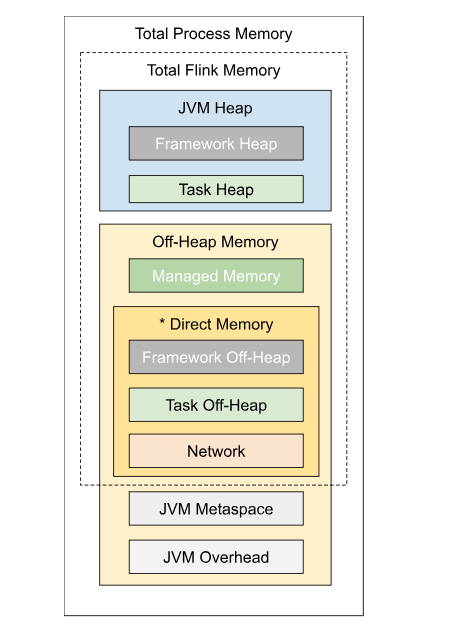 Total Process Memory
Total Flink Memory
JVM Heap
Framework Heap
Task Heap
Off-Heap Memory
Managed Memory
* Direct Memory
Framework Off-Heap
Task Off-Heap
Network
JVM Metaspace
JVM Overhead